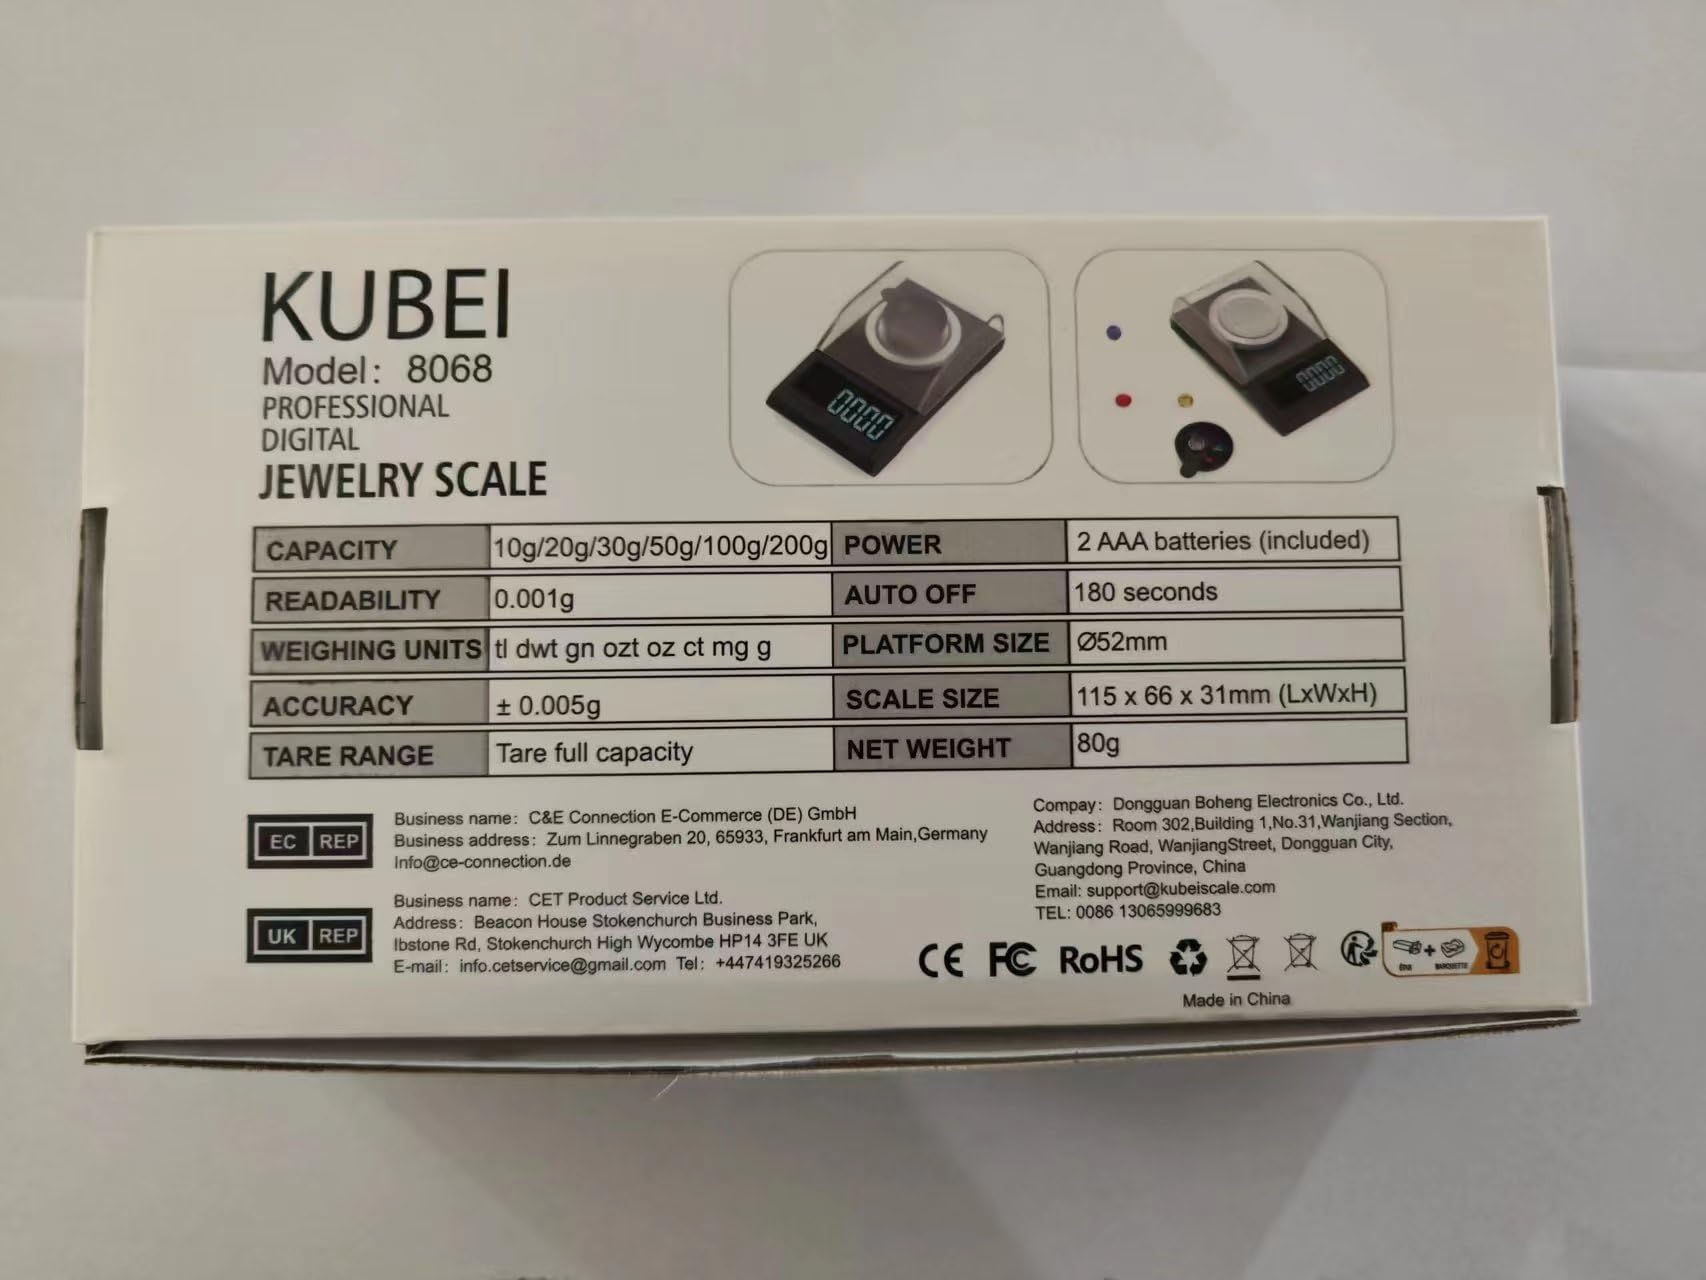 KUBEI
Model: 8068
PROFESSIONAL
DIGITAL
JEWELRY SCALE
CAPACITY 10g/20g/30g/50g/100g/200g POWER 2 AAA batteries (included)
READABILITY 0.001g AUTO OFF 180 seconds
WEIGHING UNITS tl dwt gn ozt oz ct mg g PLATFORM SIZE Ø52mm
ACCURACY ± 0.005g SCALE SIZE 115 x 66 x 31mm (LxWxH)
TARE RANGE Tare full capacity NET WEIGHT 80g
EC REP
Business name: C&E Connection E-Commerce (DE) GmbH
Business address: Zum Linnegraben 20, 65933, Frankfurt am Main,Germany
Info@ce-connection.de
UK REP
Business name: CET Product Service Ltd.
Address: Beacon House Stokenchurch Business Park,
Ibstone Rd, Stokenchurch High Wycombe HP14 3FE UK
E-mail: info.cetservice@gmail.com Tel: +447419325266
Compay: Dongguan Boheng Electronics Co., Ltd.
Address: Room 302,Building 1,No.31,Wanjiang Section,
Wanjiang Road, WanjiangStreet, Dongguan City,
Guangdong Province, China
Email: support@kubeiscale.com
TEL: 0086 13065999683
CE FC RoHS
Made in China